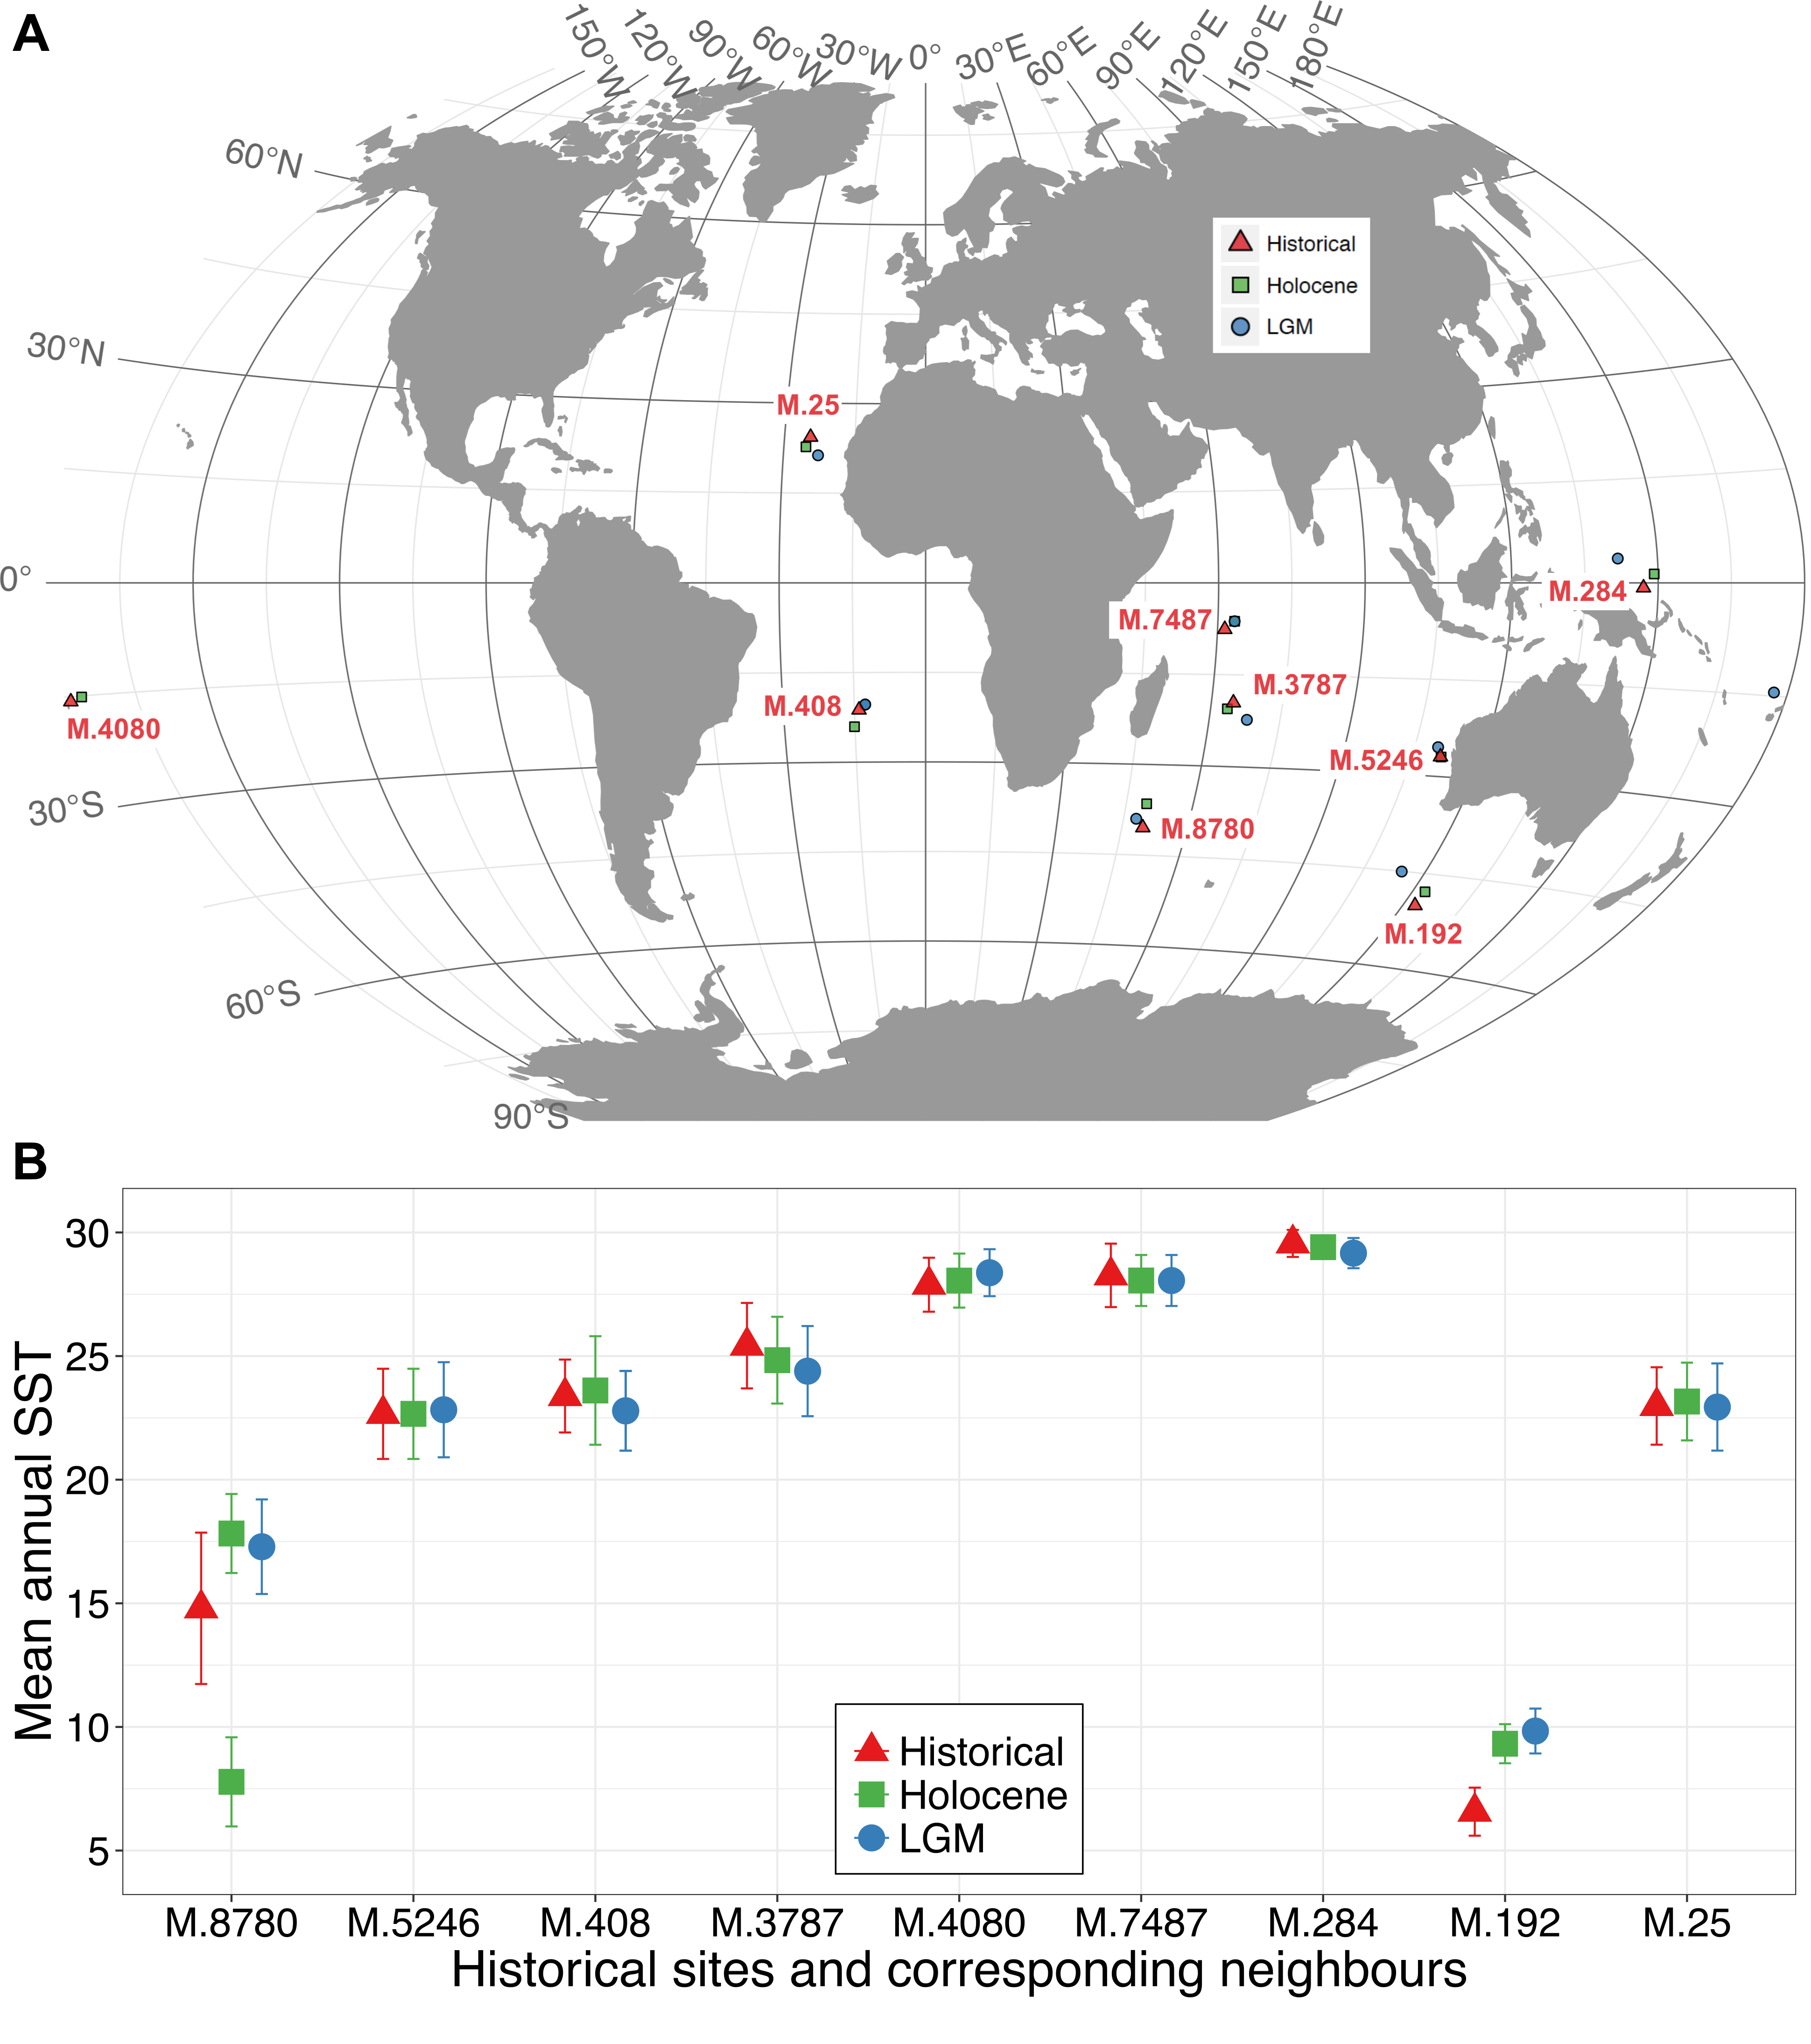 A
150°W 120°W 90°W 60°W 30°W 0° 30°E 60°E 90°E 120°E 150°E 180°E
60°N
Historical
Holocene
LGM
30°N
M.25
0°
M.284
M.7487
M.3787
M.408
M.4080
M.5246
30°S
M.8780
M.192
60°S
90°S
B
Mean annual SST
30
25
20
15
10
5
Historical
Holocene
LGM
M.8780 M.5246 M.408 M.3787 M.4080 M.7487 M.284 M.192 M.25
Historical sites and corresponding neighbours